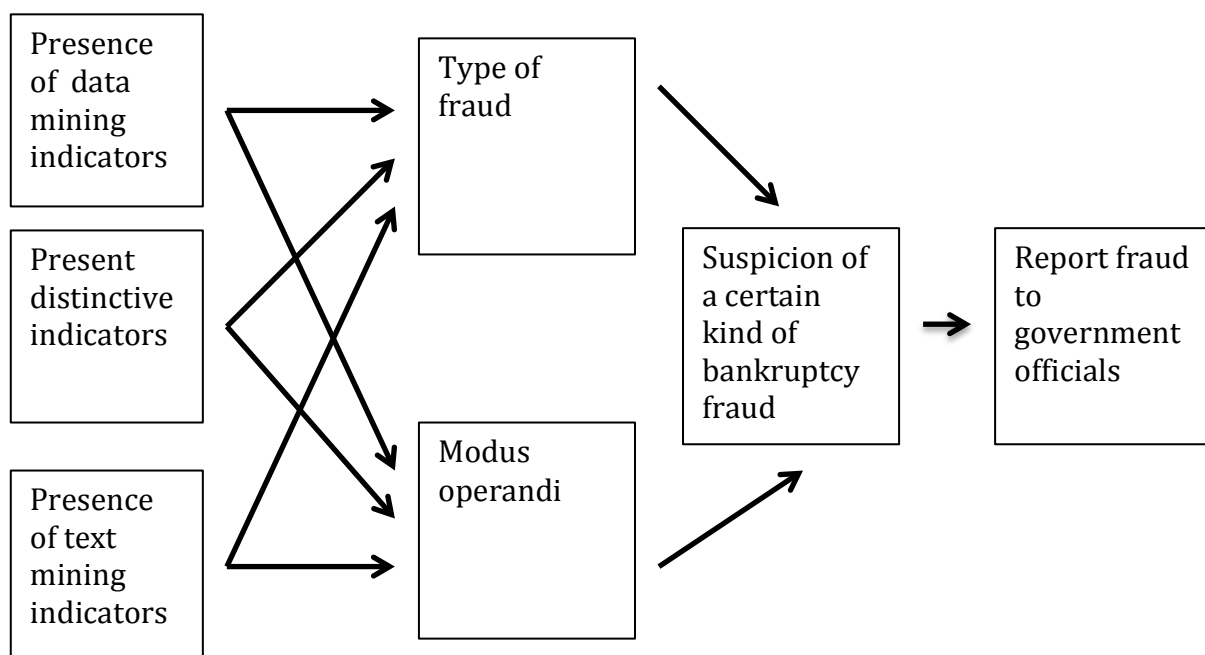 Presence
of data
mining
indicators
Present
distinctive
indicators
Presence
of text
mining
indicators
Type of
fraud
Modus
operandi
Suspicion of
a certain
kind of
bankruptcy
fraud
Report fraud
to
government
officials